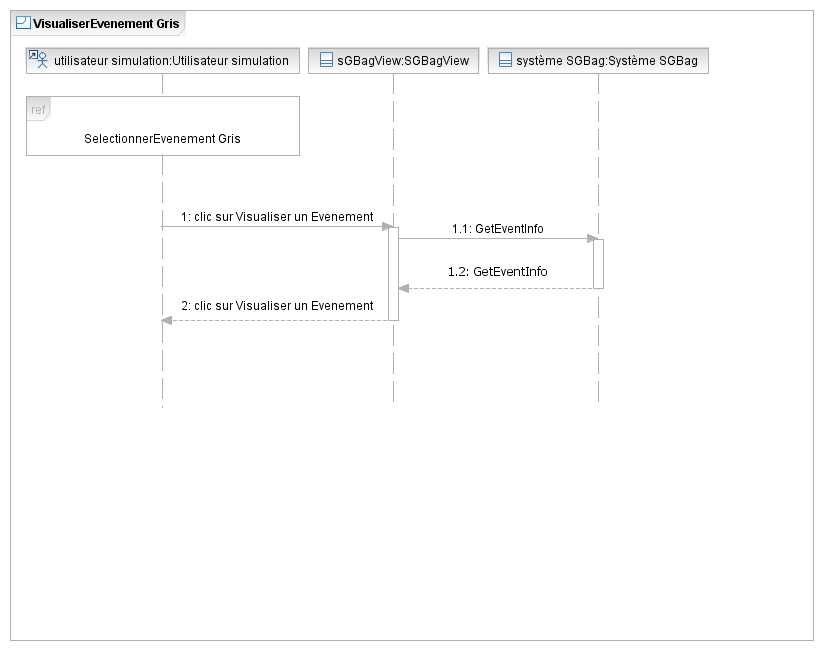 VisualiserEvenement Gris
utilisateur simulation:Utilisateur simulation
sGBagView:SGBagView
système SGBag:Système SGBag
ref
SelectionnerEvenement Gris
1: clic sur Visualiser un Evenement
1.1: GetEventInfo
1.2: GetEventInfo
2: clic sur Visualiser un Evenement